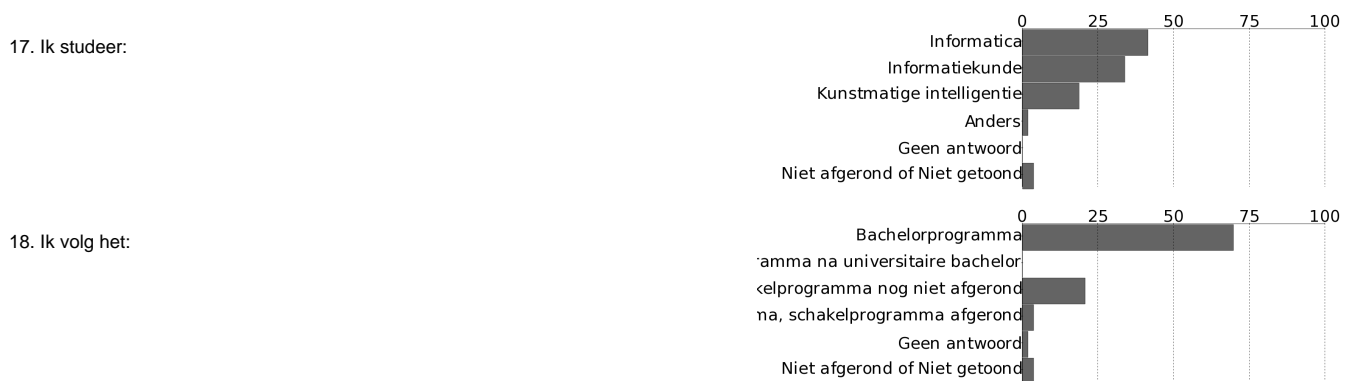 0 25 50 75 100
17. Ik studeer:
Informatica
Informatiekunde
Kunstmatige intelligentie
Anders
Geen antwoord
Niet afgerond of Niet getoond
0 25 50 75 100
18. Ik volg het:
Bachelorprogramma
ramma na universitaire bachelor
kelprogramma nog niet afgerond
ma, schakelprogramma afgerond
Geen antwoord
Niet afgerond of Niet getoond